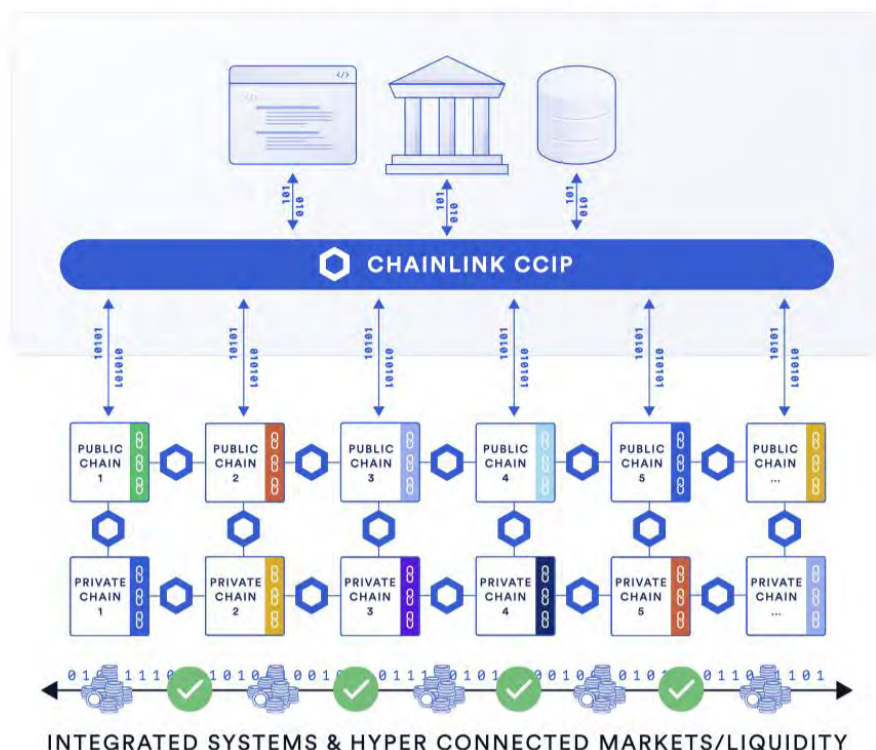 </>
</>
101 010
101 010
101 010
CHAINLINK CCIP
10101 010101
10101 010101
10101 010101
10101 010101
10101 010101
10101 010101
PUBLIC
CHAIN
1
PUBLIC
CHAIN
2
PUBLIC
CHAIN
3
PUBLIC
CHAIN
4
PUBLIC
CHAIN
5
PUBLIC
CHAIN
...
PRIVATE
CHAIN
1
PRIVATE
CHAIN
2
PRIVATE
CHAIN
3
PRIVATE
CHAIN
4
PRIVATE
CHAIN
5
PRIVATE
CHAIN
...
INTEGRATED SYSTEMS & HYPER CONNECTED MARKETS/LIQUIDITY